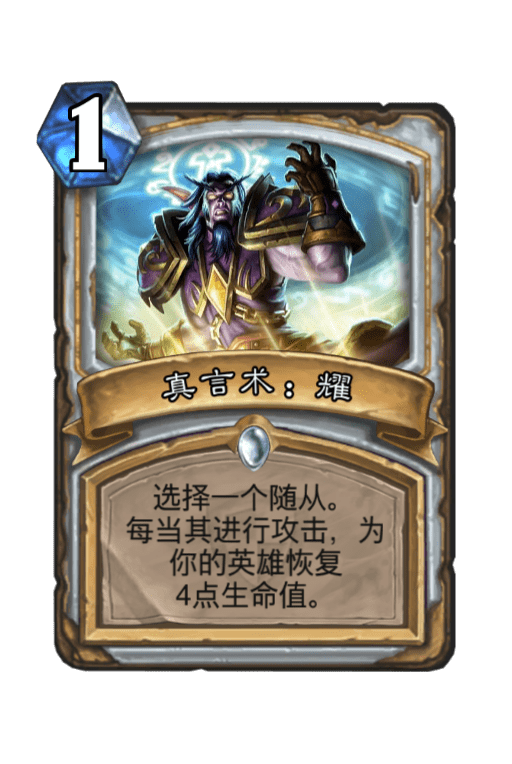 1
真言术：耀
选择一个随从。
每当其进行攻击，为
你的英雄恢复
4点生命值。